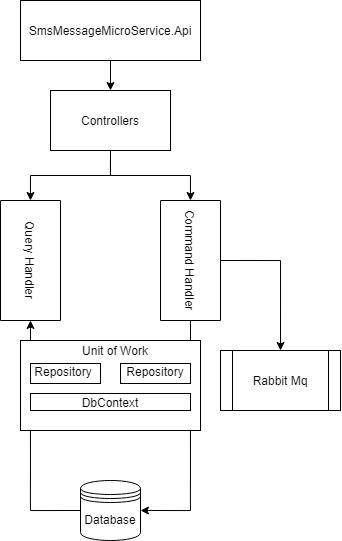 SmsMessageMicroService.Api
Controllers
Query Handler
Command Handler
Unit of Work
Repository
Repository
DbContext
Rabbit Mq
Database